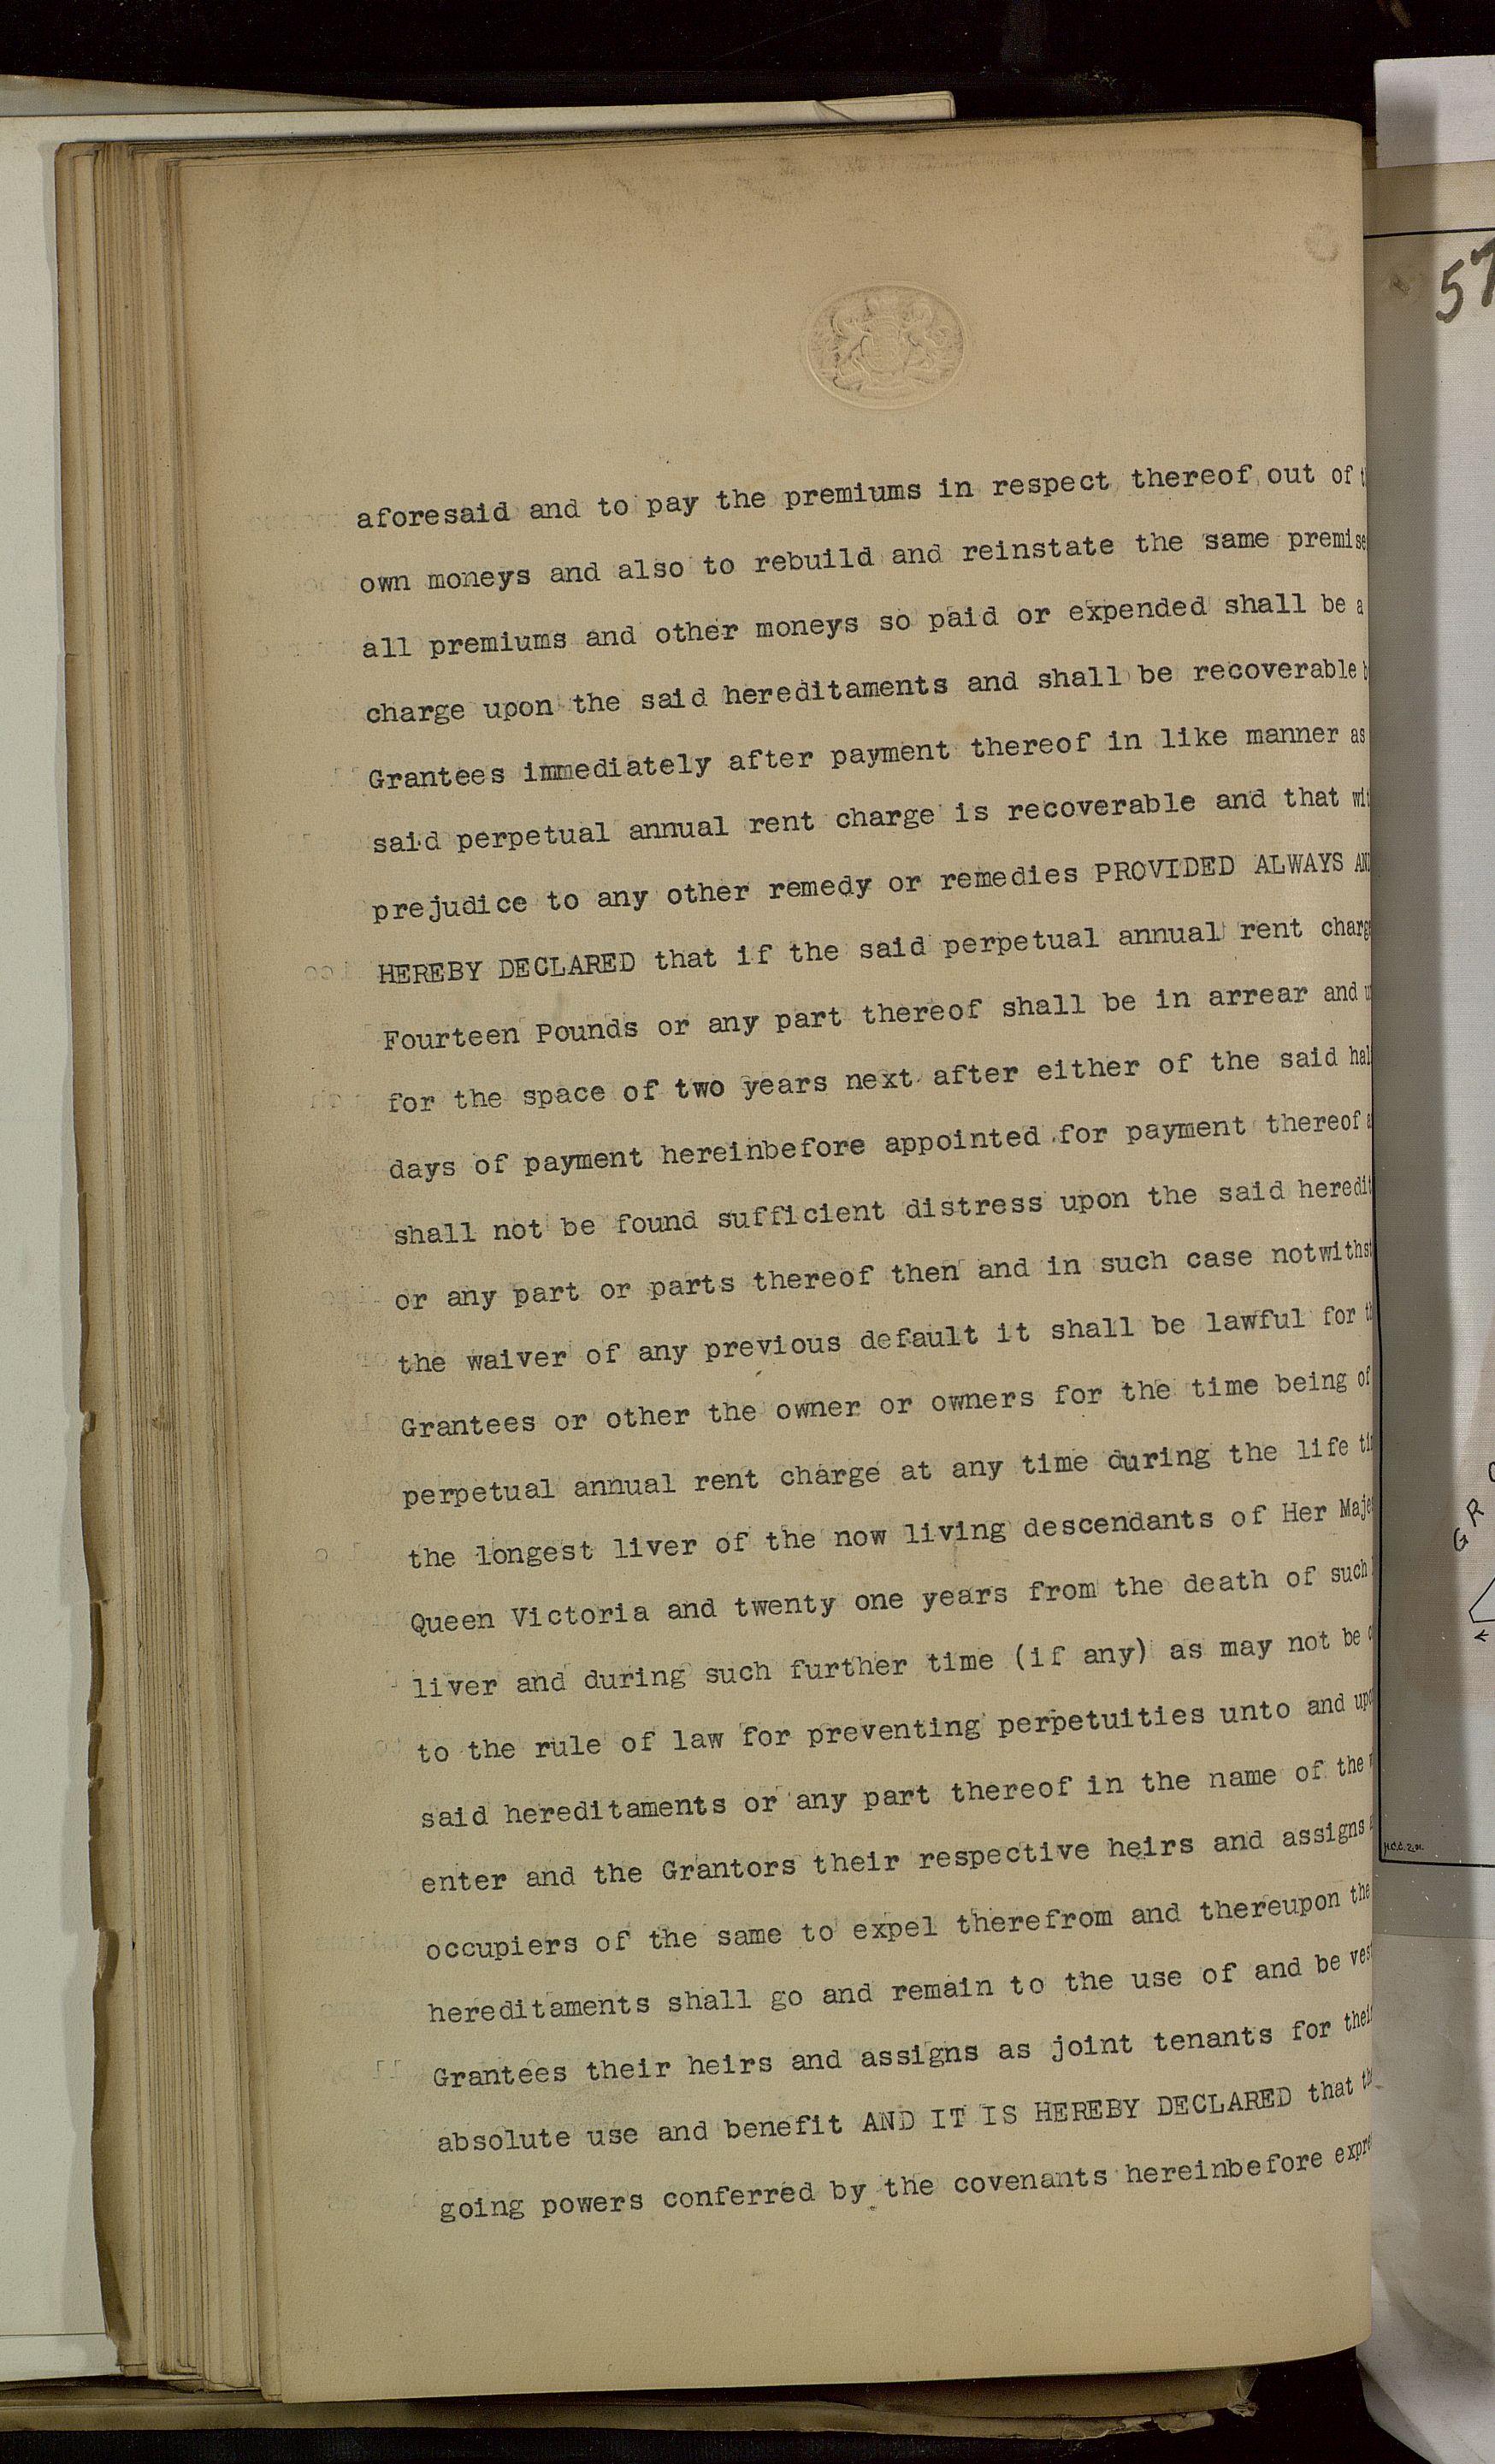 aforesaid and to pay the premiums in respect thereof out of
own moneys and also to rebuild and reinstate the same premise
all premiums and other moneys so paid or expended shall be a
charge upon the said hereditaments and shall be recoverable
Grantees immediately after payment thereof in like manner as
said perpetual annual rent charge is recoverable and that wit
prejudice to any other remedy or remedies PROVIDED ALWAYS AND
HEREBY DECLARED that if the said perpetual annual rent charge
Fourteen Pounds or any part thereof shall be in arrear and
for the space of two years next after either of the said hal
days of payment hereinbefore appointed for payment thereof
shall not be found sufficient distress upon the said heredit
or any part or parts thereof then and in such case notwithst
the waiver of any previous default it shall be lawful for
Grantees or other the owner or owners for the time being of
perpetual annual rent charge at any time during the life
the longest liver of the now living descendants of Her Majes
Queen Victoria and twenty one years from the death of such
liver and during such further time (if any) as may not be
to the rule of law for preventing perpetuities unto and upo
said hereditaments or any part thereof in the name of the
enter and the Grantors their respective heirs and assigns
occupiers of the same to expel therefrom and thereupon the
hereditaments shall go and remain to the use of and be ves
Grantees their heirs and assigns as joint tenants for their
absolute use and benefit AND IT IS HEREBY DECLARED that
going powers conferred by the covenants hereinbefore expre
57